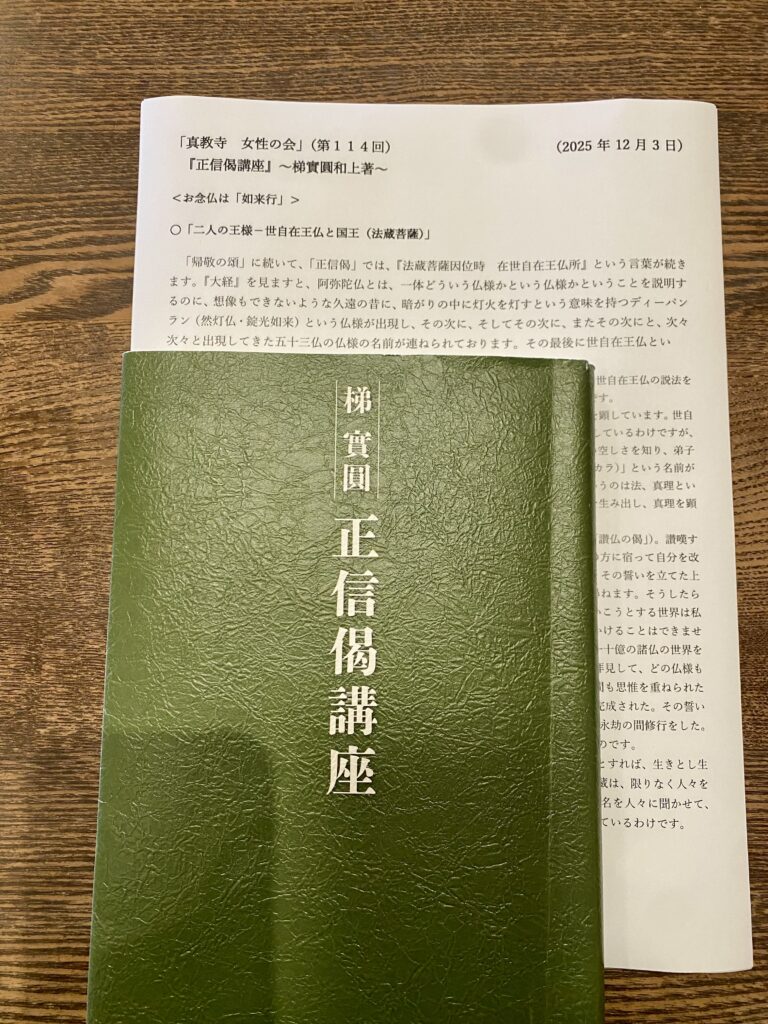 「真教寺　女性の会」（第１１４回）　（2025 年 12 月 3 日）
『正信偈講座』～梯實圓和上著～
＜お念仏は「如来行」＞
〇「二人の王様－世自在王仏と国王（法蔵菩薩）」
「帰敬の頌」に続いて、「正信偈」では、『法蔵菩薩因位時　在世自在王仏所』という言葉が続き
ます。『大経』を見ますと、阿弥陀仏とは、一体どういう仏様かという仏様かということを説明す
るのに、想像もできないような久遠の昔に、暗がりの中に灯火を灯すという意味を持つディーパン
ラン（然灯仏・錠光如来）という仏様が出現し、その次に、そしてその次に、またその次にと、次々
次々と出現してきた五十三仏の仏様の名前が連ねられております。その最後に世自在王仏とい
世自在王仏の説法を
です。
を顕しています。世自
しているわけですが、
空しさを知り、弟子
カラ）」という名前が
うのは法、真理とい
生み出し、真理を顕
「讃仏の偈」）。讃嘆す
の方に宿って自分を改
その誓いを立てた上
ねます。そうしたら
こうとする世界は私
かけることはできませ
十億の諸仏の世界を
拝見して、どの仏様も
間も思惟を重ねられた
完成された。その誓い
永劫の間修行をした。
のです。
とすれば、生きとし生
蔵は、限りなく人々を
名を人々に聞かせて、
ているわけです。
梯 實圓
正信偈講座